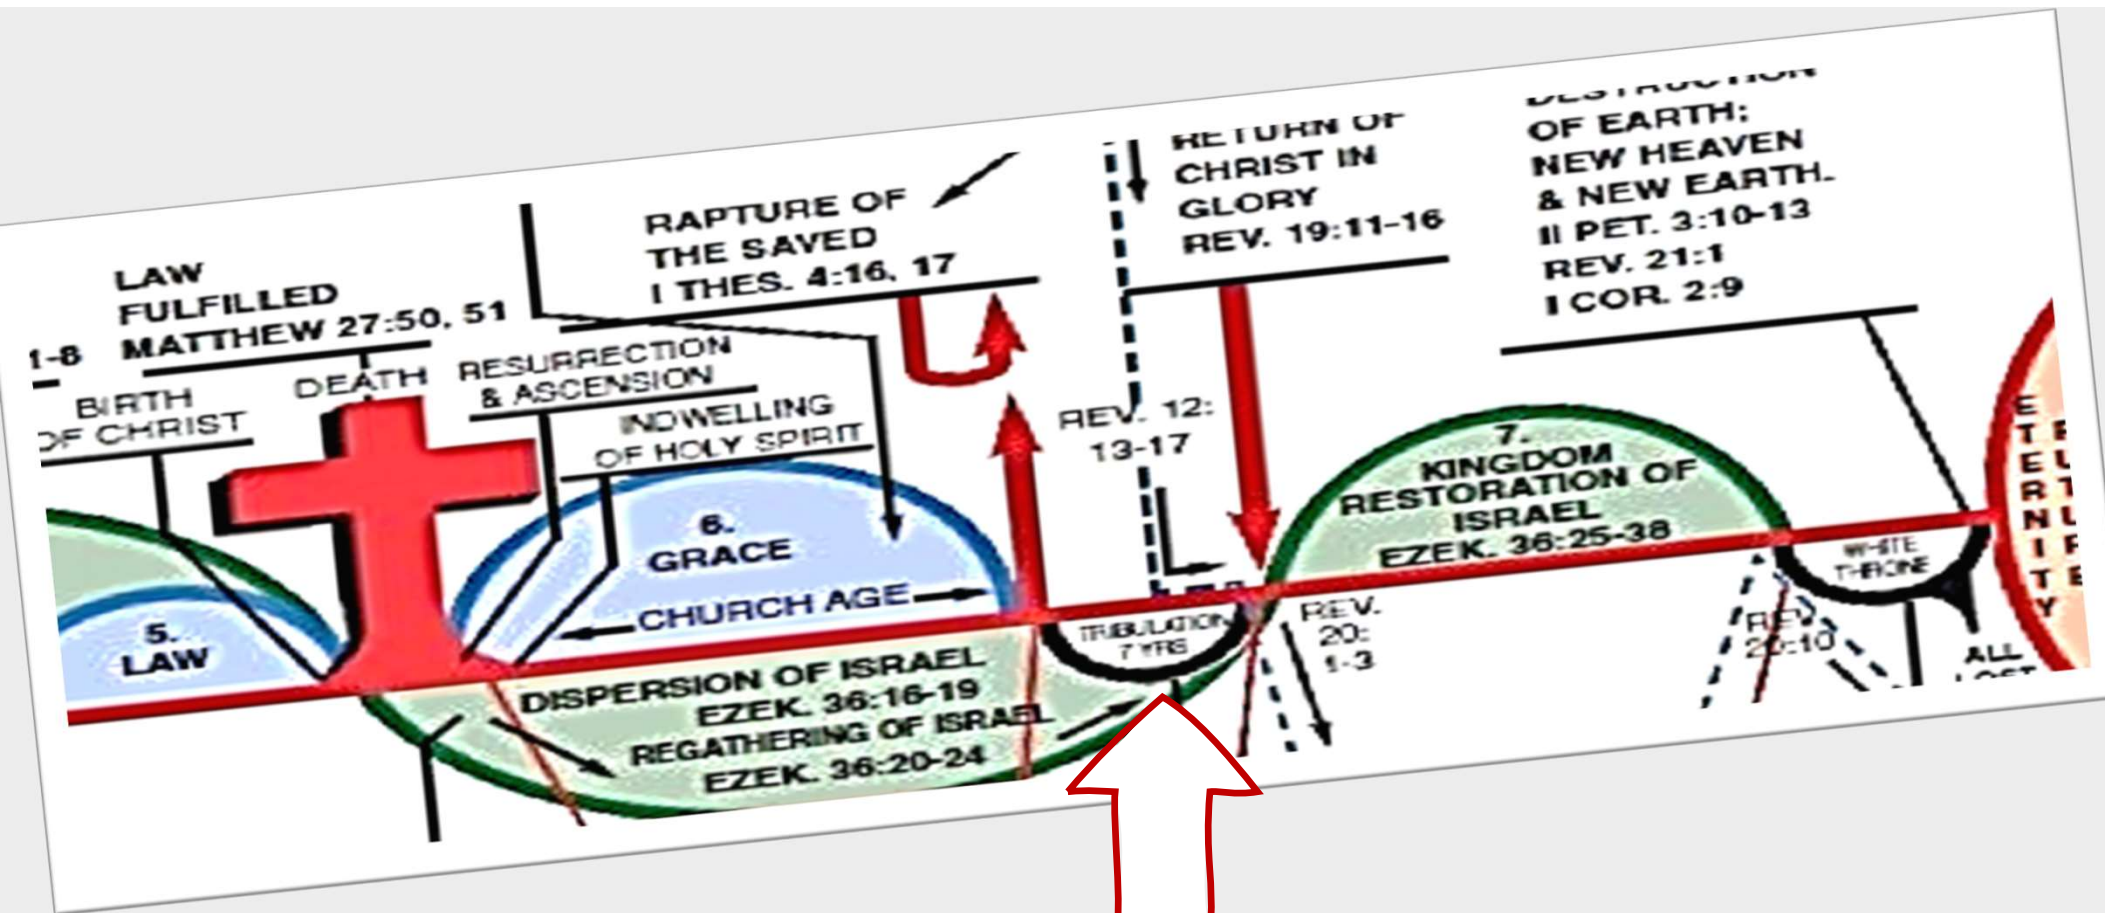 LAW
FULFILLED
MATTHEW 27:50, 51
1-8
BIRTH
OF CHRIST
DEATH
RESURRECTION
& ASCENSION
INDWELLING
OF HOLY SPIRIT
RAPTURE OF
THE SAVED
I THES. 4:16, 17
RETURN OF
CHRIST IN
GLORY
REV. 19:11-16
DESTRUCTION
OF EARTH;
NEW HEAVEN
& NEW EARTH.
II PET. 3:10-13
REV. 21:1
I COR. 2:9
REV. 12:
13-17
5.
LAW
6.
GRACE
CHURCH AGE
DISPERSION OF ISRAEL
EZEK. 36:16-19
REGATHERING OF ISRAEL
EZEK. 36:20-24
TRIBULATION
7 YRS
7.
KINGDOM
RESTORATION OF
ISRAEL
EZEK. 36:25-38
REV.
20:
1-3
WHITE
THRONE
REV.
20:10
ALL
LOST
ETERNITY
FUTURE